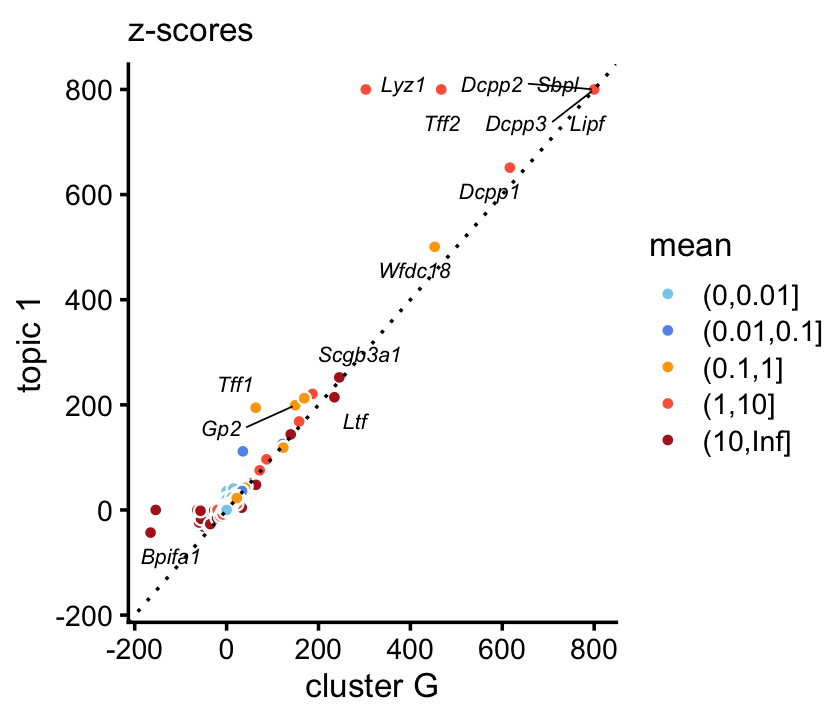 z-scores
topic 1
800
600
400
200
0
-200
-200 0 200 400 600 800
cluster G
Lyz1 Dcpp2 Sbpl
Tff2 Dcpp3 Lipf
Dcpp1
Wfdc18
Scgb3a1
Tff1
Gp2 Ltf
Bpifa1
mean
(0,0.01]
(0.01,0.1]
(0.1,1]
(1,10]
(10,Inf]